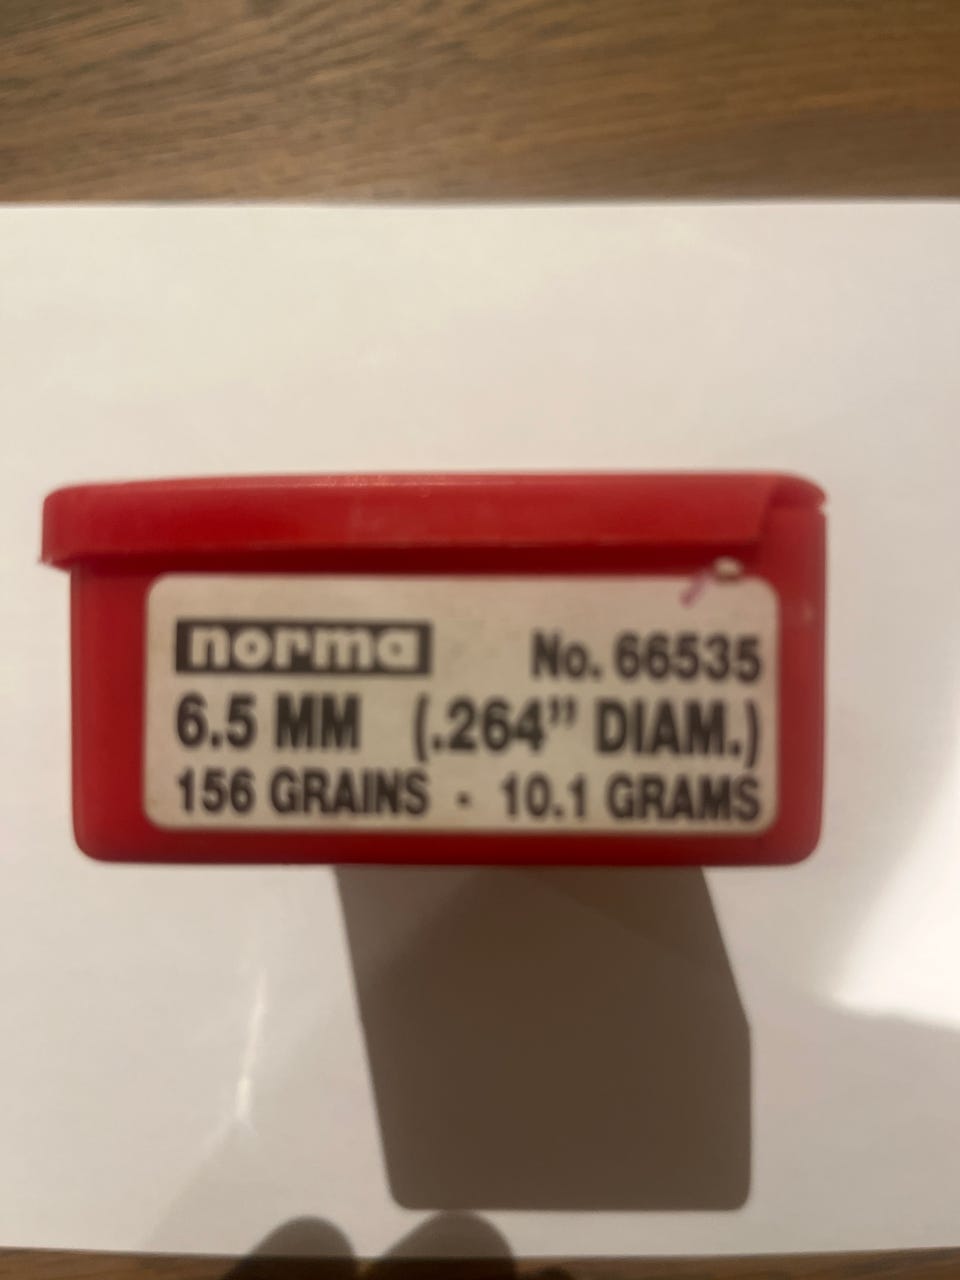 norma No. 66535
6.5 MM (.264” DIAM.)
156 GRAINS · 10.1 GRAMS